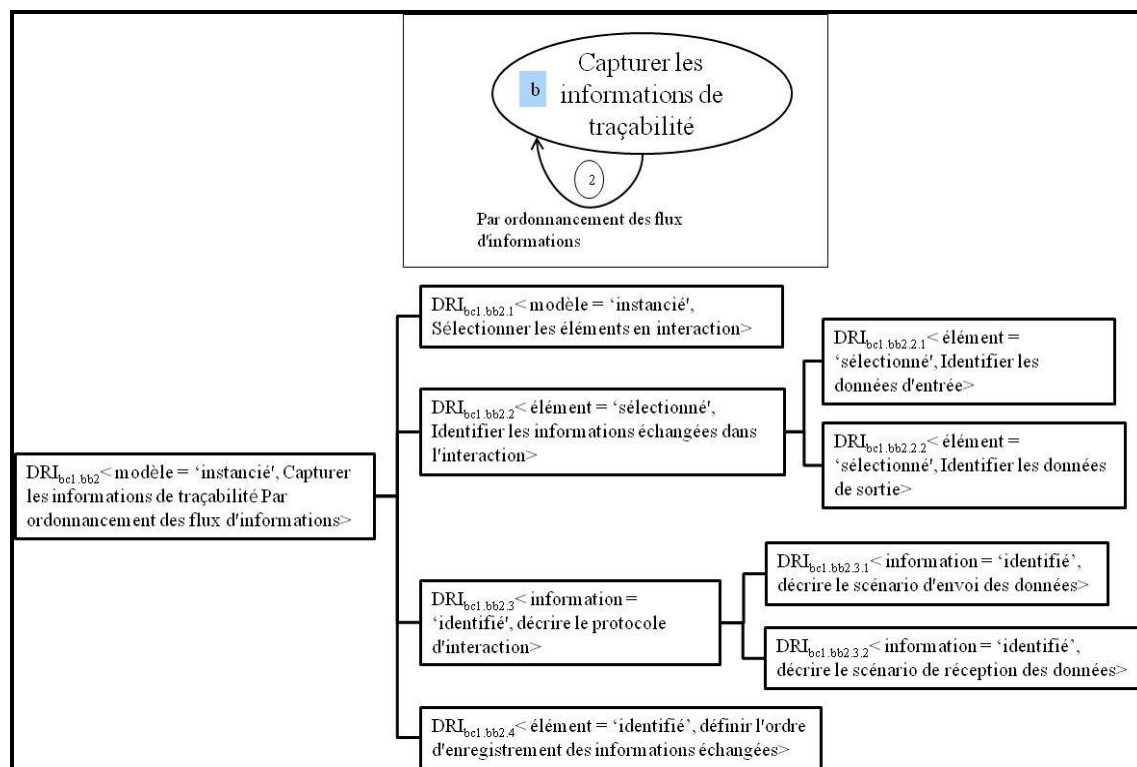 Capturer les
b informations de
traçabilité
2
Par ordonnancement des flux
d'informations
DRIbc1.bb2.1< modèle = ‘instancié',
Sélectionner les éléments en interaction>
DRIbc1.bb2.2.1< élément =
‘sélectionné', Identifier les
données d'entrée>
DRIbc1.bb2.2< élément = ‘sélectionné',
Identifier les informations échangées dans
l'interaction>
DRIbc1.bb2.2.2< élément =
‘sélectionné', Identifier les données
de sortie>
DRIbc1.bb2< modèle = ‘instancié', Capturer
les informations de traçabilité Par
ordonnancement des flux d'informations>
DRIbc1.bb2.3.1< information = ‘identifié’,
décrire le scénario d'envoi des données>
DRIbc1.bb2.3< information =
‘identifié', décrire le protocole
d'interaction>
DRIbc1.bb2.3.2< information = ‘identifié’,
décrire le scénario de réception des données>
DRIbc1.bb2.4< élément = ‘identifié’, définir l'ordre
d'enregistrement des informations échangées>